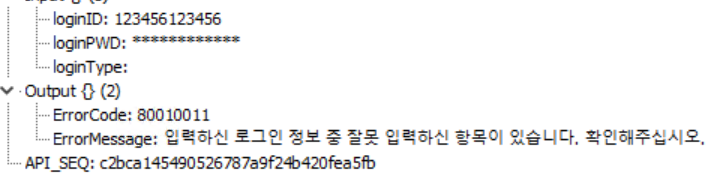 loginID: 123456123456
loginPWD: ************
loginType:
Output {} (2)
ErrorCode: 80010011
ErrorMessage: 입력하신 로그인 정보 중 잘못 입력하신 항목이 있습니다. 확인해주십시오.
API_SEQ: c2bca145490526787a9f24b420fea5fb